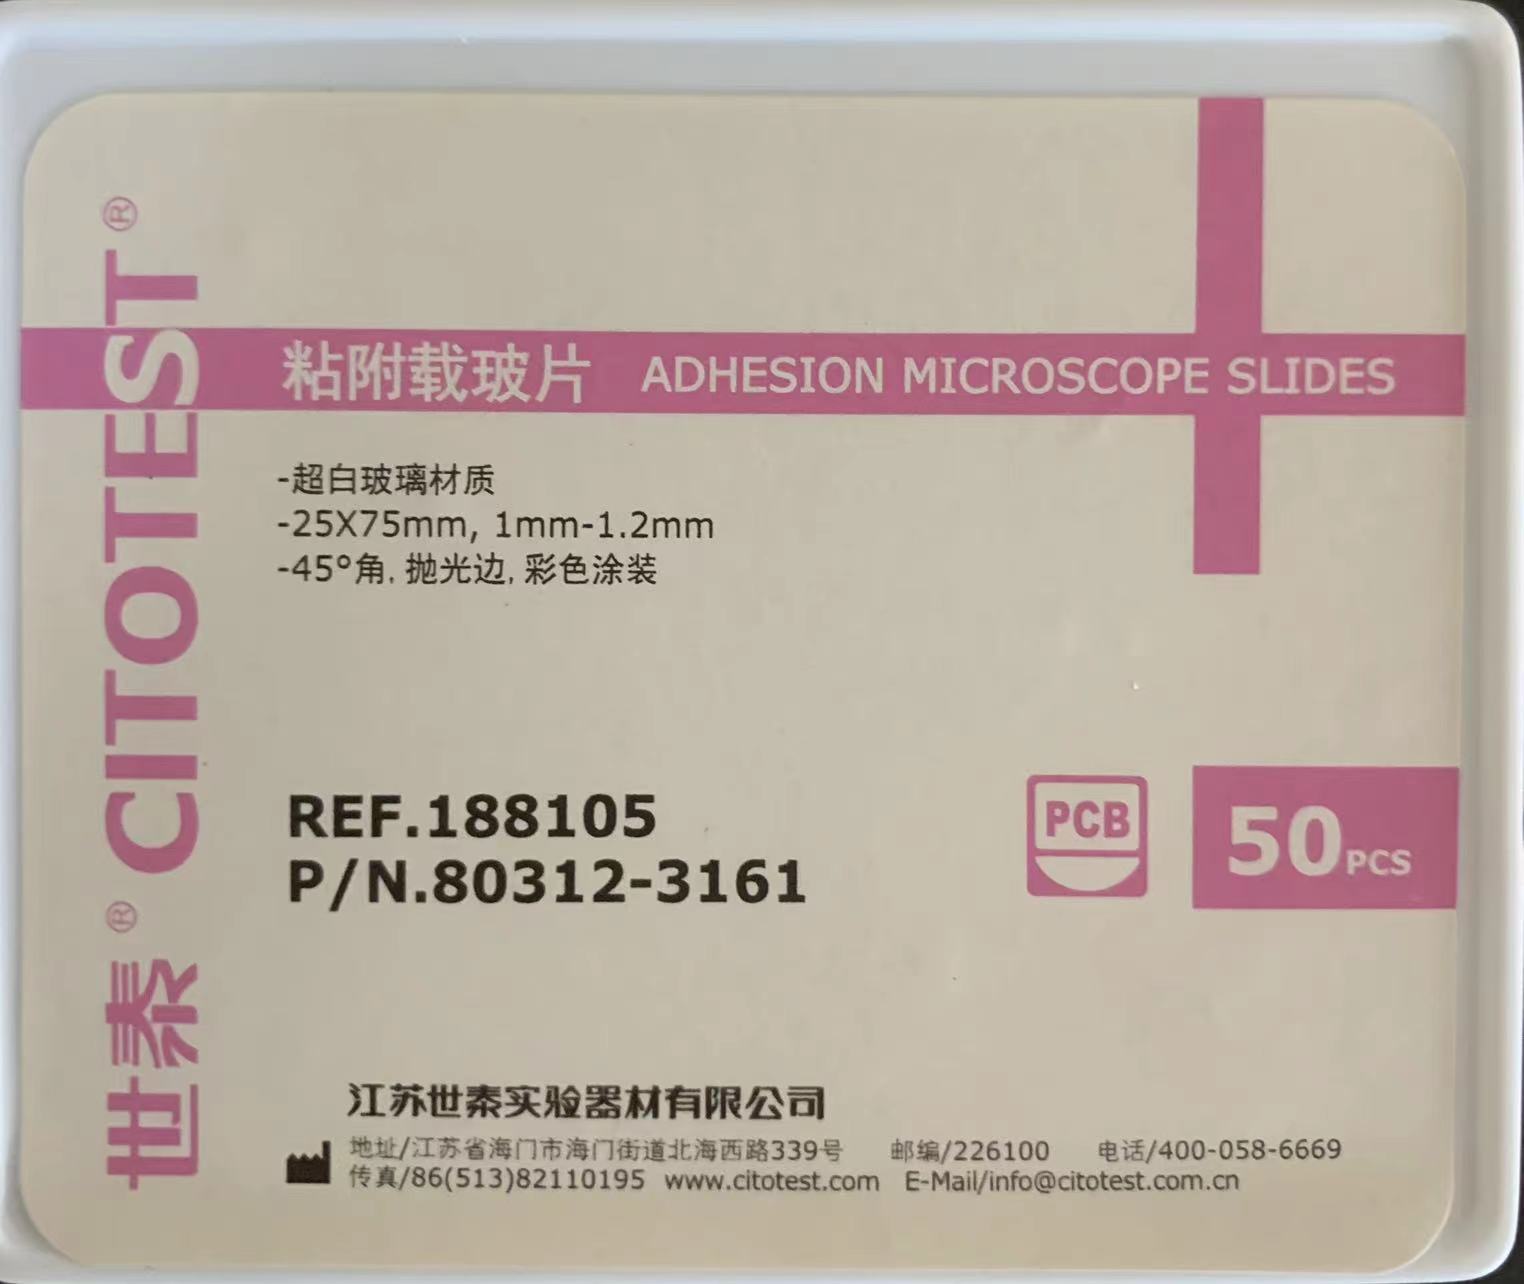 世泰® CITOTEST®
粘附载玻片 ADHESION MICROSCOPE SLIDES
-超白玻璃材质
-25X75mm, 1mm-1.2mm
-45°角, 抛光边, 彩色涂装
REF.188105
P/N.80312-3161
PCB
50PCS
江苏世泰实验器材有限公司
地址/江苏省海门市海门街道北海西路339号 邮编/226100 电话/400-058-6669
传真/86(513)82110195 www.citotest.com E-Mail/info@citotest.com.cn